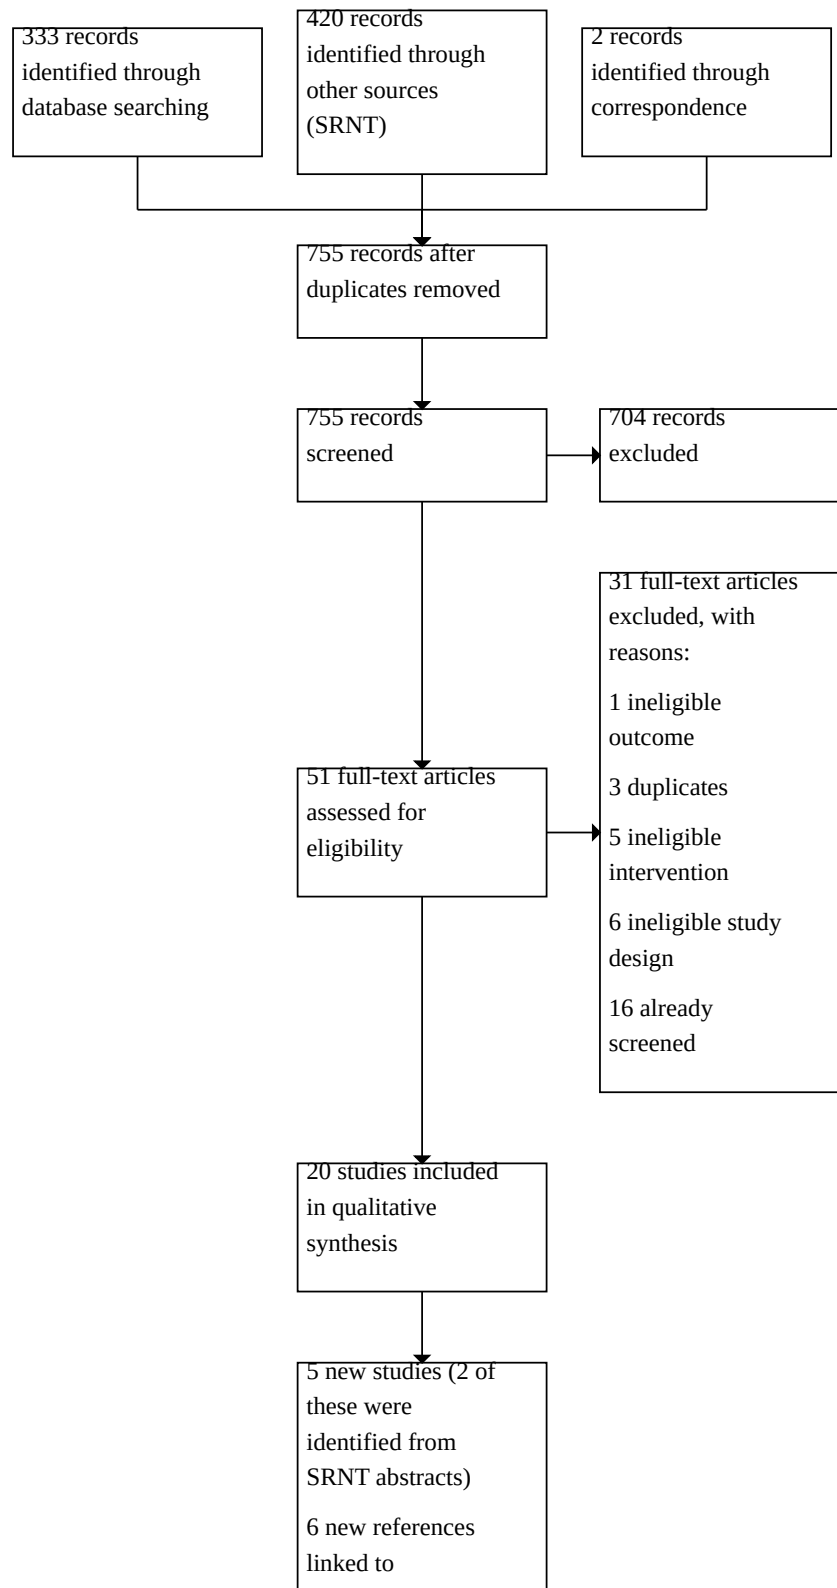 333 records
identified through
database searching
420 records
identified through
other sources
(SRNT)
2 records
identified through
correspondence
755 records after
duplicates removed
755 records
screened
704 records
excluded
31 full-text articles
excluded, with
reasons:
1 ineligible
outcome
3 duplicates
5 ineligible
intervention
6 ineligible study
design
16 already
screened
51 full-text articles
assessed for
eligibility
20 studies included
in qualitative
synthesis
5 new studies (2 of
these were
identified from
SRNT abstracts)
6 new references
linked to